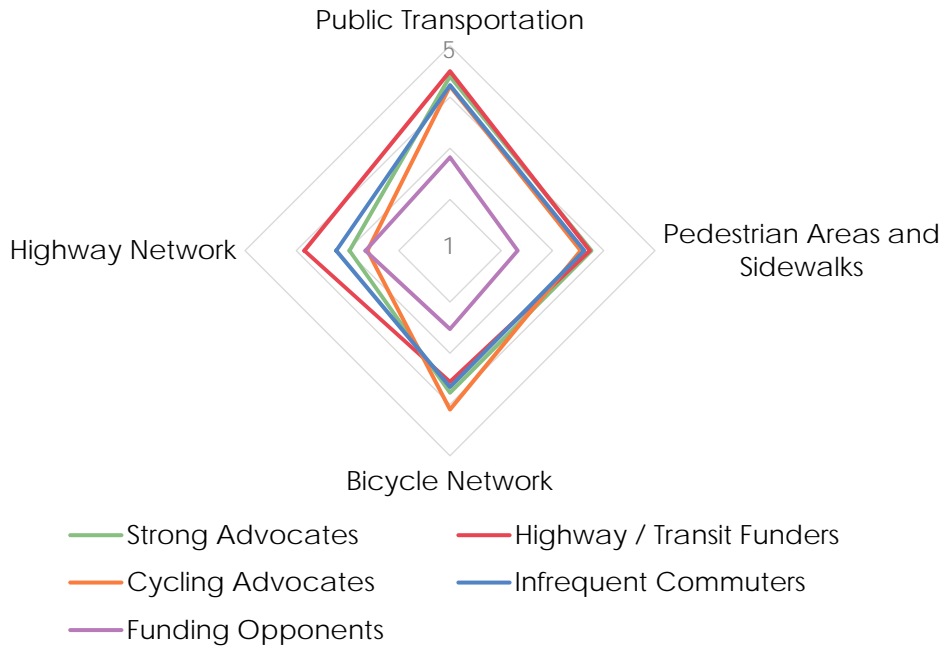 Public Transportation
5
Highway Network
1
Pedestrian Areas and
Sidewalks
Bicycle Network
Strong Advocates
Highway / Transit Funders
Cycling Advocates
Infrequent Commuters
Funding Opponents